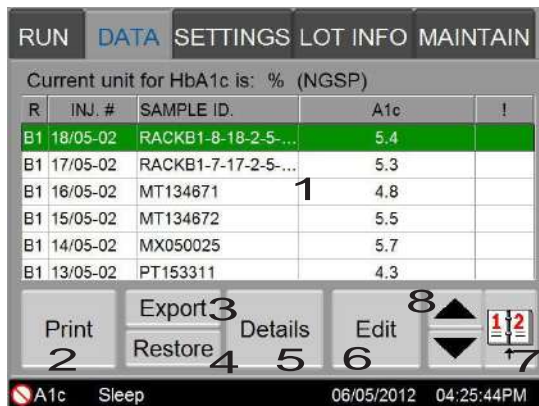 RUN DATA SETTINGS LOT INFO MAINTAIN
Current unit for HbA1c is: % (NGSP)
R INJ. # SAMPLE ID. A1c !
B1 18/05-02 RACKB1-8-18-2-5-... 5.4
B1 17/05-02 RACKB1-7-17-2-5-... 5.3
B1 16/05-02 MT134671 1 4.8
B1 15/05-02 MT134672 5.5
B1 14/05-02 MX050025 5.7
B1 13/05-02 PT153311 4.3
Print 2
Export 3
Restore 4
Details 5
Edit 6
8
1 2
7
A1c Sleep 06/05/2012 04:25:44PM